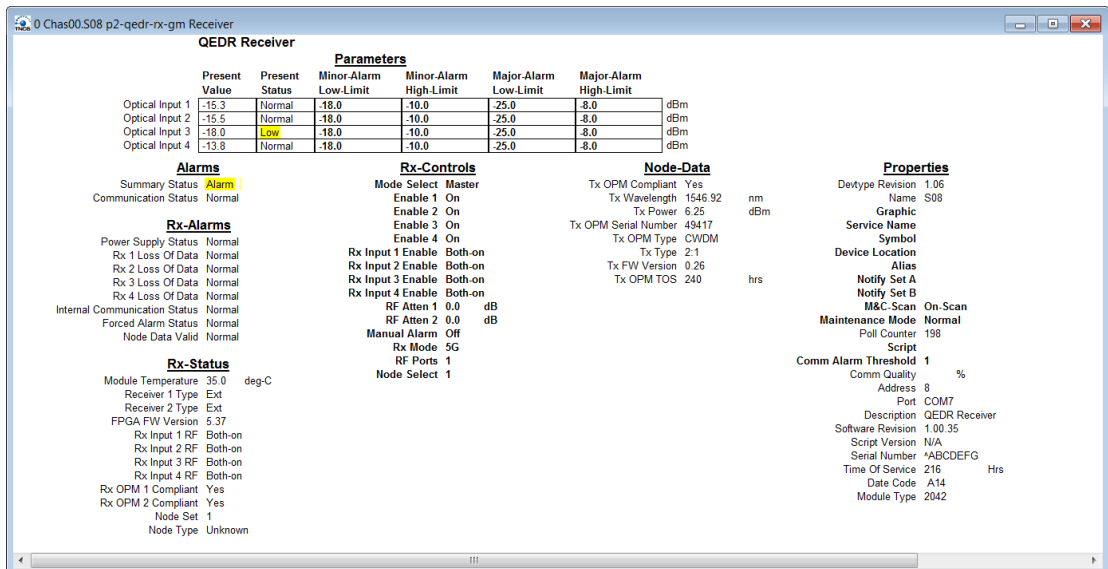 0 Chas00.S08 p2-qedr-rx-gm Receiver
QEDR Receiver
Parameters
Present Value Present Status Minor-Alarm Low-Limit Minor-Alarm High-Limit Major-Alarm Low-Limit Major-Alarm High-Limit
Optical Input 1 -15.3 Normal -18.0 -10.0 -25.0 -8.0 dBm
Optical Input 2 -15.5 Normal -18.0 -10.0 -25.0 -8.0 dBm
Optical Input 3 -18.0 Low -18.0 -10.0 -25.0 -8.0 dBm
Optical Input 4 -13.8 Normal -18.0 -10.0 -25.0 -8.0 dBm
Alarms
Summary Status Alarm
Communication Status Normal
Rx-Alarms
Power Supply Status Normal
Rx 1 Loss Of Data Normal
Rx 2 Loss Of Data Normal
Rx 3 Loss Of Data Normal
Rx 4 Loss Of Data Normal
Internal Communication Status Normal
Forced Alarm Status Normal
Node Data Valid Normal
Rx-Status
Module Temperature 35.0 deg-C
Receiver 1 Type Ext
Receiver 2 Type Ext
FPGA FW Version 5.37
Rx Input 1 RF Both-on
Rx Input 2 RF Both-on
Rx Input 3 RF Both-on
Rx Input 4 RF Both-on
Rx OPM 1 Compliant Yes
Rx OPM 2 Compliant Yes
Node Set 1
Node Type Unknown
Rx-Controls
Mode Select Master
Enable 1 On
Enable 2 On
Enable 3 On
Enable 4 On
Rx Input 1 Enable Both-on
Rx Input 2 Enable Both-on
Rx Input 3 Enable Both-on
Rx Input 4 Enable Both-on
RF Atten 1 0.0 dB
RF Atten 2 0.0 dB
Manual Alarm Off
Rx Mode 5G
RF Ports 1
Node Select 1
Node-Data
Tx OPM Compliant Yes
Tx Wavelength 1546.92 nm
Tx Power 6.25 dBm
Tx OPM Serial Number 49417
Tx OPM Type CWDM
Tx Type 2:1
Tx FW Version 0.26
Tx OPM TOS 240 hrs
Properties
Devtype Revision 1.06
Name S08
Graphic
Service Name
Symbol
Device Location
Alias
Notify Set A
Notify Set B
M&C-Scan On-Scan
Maintenance Mode Normal
Poll Counter 198
Script
Comm Alarm Threshold 1
Comm Quality %
Address 8
Port COM7
Description QEDR Receiver
Software Revision 1.00.35
Script Version N/A
Serial Number ^ABCDEFG
Time Of Service 216 Hrs
Date Code A14
Module Type 2042